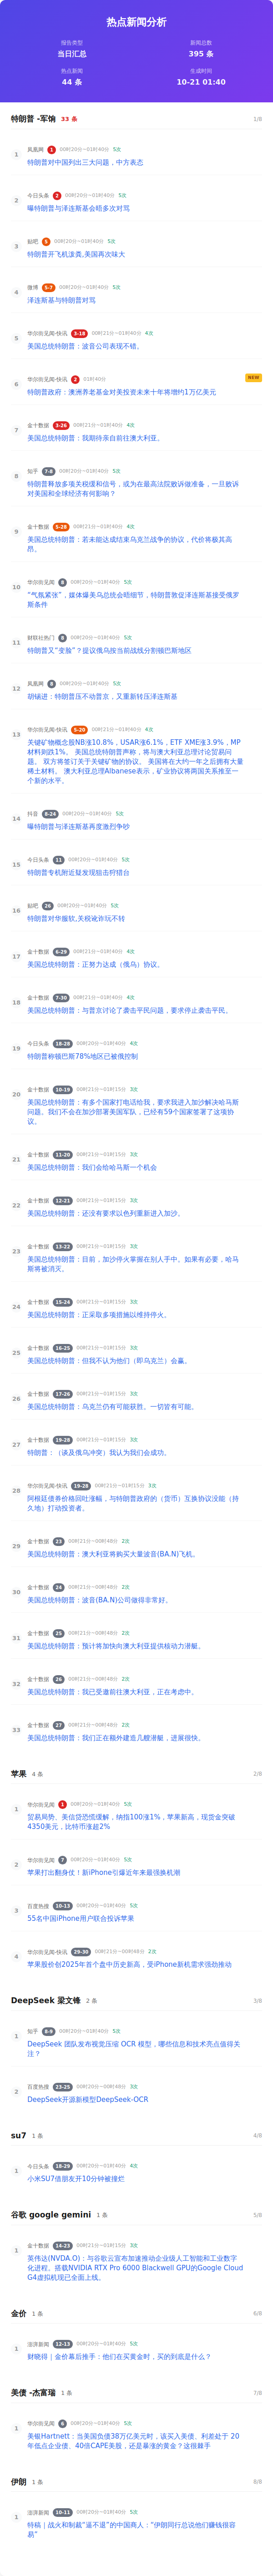 热点新闻分析
报告类型
新闻总数
当日汇总
395 条
热点新闻
生成时间
44 条
10-21 01:40
特朗普 -军饷 33 条 1/8
1 凤凰网 1 00时20分~01时40分 5次
特朗普对中国列出三大问题，中方表态
2 今日头条 2 00时20分~01时40分 5次
曝特朗普与泽连斯基会晤多次对骂
3 贴吧 5 00时20分~01时40分 5次
特朗普开飞机泼粪,美国再次味大
4 微博 5-7 00时20分~01时40分 5次
泽连斯基与特朗普对骂
5 华尔街见闻-快讯 3-18 00时21分~01时40分 4次
美国总统特朗普：波音公司表现不错。
6 华尔街见闻-快讯 2 01时40分 NEW
特朗普政府：澳洲养老基金对美投资未来十年将增约1万亿美元
7 金十数据 3-26 00时21分~01时40分 4次
美国总统特朗普：我期待亲自前往澳大利亚。
8 知乎 7-8 00时20分~01时40分 5次
特朗普释放多项关税缓和信号，或为在最高法院败诉做准备，一旦败诉
对美国和全球经济有何影响？
9 金十数据 5-28 00时21分~01时40分 4次
美国总统特朗普：若未能达成结束乌克兰战争的协议，代价将极其高
昂。
10 华尔街见闻 8 00时20分~01时40分 5次
“气氛紧张”，媒体爆美乌总统会晤细节，特朗普敦促泽连斯基接受俄罗
斯条件
11 财联社热门 8 00时20分~01时40分 5次
特朗普又“变脸”？提议俄乌按当前战线分割顿巴斯地区
12 凤凰网 8 00时20分~01时40分 5次
胡锡进：特朗普压不动普京，又重新转压泽连斯基
13 华尔街见闻-快讯 5-20 00时21分~01时40分 4次
关键矿物概念股NB涨10.8%，USAR涨6.1%，ETF XME涨3.9%，MP
材料则跌1%。 美国总统特朗普声称，将与澳大利亚总理讨论贸易问
题。 双方将签订关于关键矿物的协议。 美国将在大约一年之后拥有大量
稀土材料。 澳大利亚总理Albanese表示，矿业协议将两国关系推至一
个新的水平。
14 抖音 8-24 00时20分~01时40分 5次
曝特朗普与泽连斯基再度激烈争吵
15 今日头条 11 00时20分~01时40分 5次
特朗普专机附近疑发现狙击狩猎台
16 贴吧 26 00时20分~01时40分 5次
特朗普对华服软,关税讹诈玩不转
17 金十数据 6-29 00时21分~01时40分 4次
美国总统特朗普：正努力达成（俄乌）协议。
18 金十数据 7-30 00时21分~01时40分 4次
美国总统特朗普：与普京讨论了袭击平民问题，要求停止袭击平民。
19 今日头条 18-28 00时20分~01时40分 5次
特朗普称顿巴斯78%地区已被俄控制
20 金十数据 10-19 00时21分~01时15分 3次
美国总统特朗普：有多个国家打电话给我，要求我进入加沙解决哈马斯
问题。我们不会在加沙部署美国军队，已经有59个国家签署了这项协
议。
21 金十数据 11-20 00时21分~01时15分 3次
美国总统特朗普：我们会给哈马斯一个机会
22 金十数据 12-21 00时21分~01时15分 3次
美国总统特朗普：还没有要求以色列重新进入加沙。
23 金十数据 13-22 00时21分~01时15分 3次
美国总统特朗普：目前，加沙停火掌握在别人手中。如果有必要，哈马
斯将被消灭。
24 金十数据 15-24 00时21分~01时15分 3次
美国总统特朗普：正采取多项措施以维持停火。
25 金十数据 16-25 00时21分~01时15分 3次
美国总统特朗普：但我不认为他们（即乌克兰）会赢。
26 金十数据 17-26 00时21分~01时15分 3次
美国总统特朗普：乌克兰仍有可能获胜。一切皆有可能。
27 金十数据 19-28 00时21分~01时15分 3次
特朗普：（谈及俄乌冲突）我认为我们会成功。
28 华尔街见闻-快讯 19-28 00时21分~01时15分 3次
阿根廷债券价格回吐涨幅，与特朗普政府的（货币）互换协议没能（持
久地）打动投资者。
29 金十数据 23 00时21分~00时48分 2次
美国总统特朗普：澳大利亚将购买大量波音(BA.N)飞机。
30 金十数据 24 00时21分~00时48分 2次
美国总统特朗普：波音(BA.N)公司做得非常好。
31 金十数据 25 00时21分~00时48分 2次
美国总统特朗普：预计将加快向澳大利亚提供核动力潜艇。
32 金十数据 26 00时21分~00时48分 2次
美国总统特朗普：我已受邀前往澳大利亚，正在考虑中。
33 金十数据 27 00时21分~00时48分 2次
美国总统特朗普：我们正在额外建造几艘潜艇，进展很快。
苹果 4 条 2/8
1 华尔街见闻 1 00时20分~01时40分 5次
贸易局势、美信贷恐慌缓解，纳指100涨1%，苹果新高，现货金突破
4350美元，比特币涨超2%
2 华尔街见闻 7 00时20分~01时40分 5次
苹果打出翻身仗！新iPhone引爆近年来最强换机潮
3 百度热搜 10-13 00时20分~01时40分 5次
55名中国iPhone用户联合投诉苹果
4 华尔街见闻-快讯 29-30 00时21分~00时48分 2次
苹果股价创2025年首个盘中历史新高，受iPhone新机需求强劲推动
DeepSeek 梁文锋 2 条 3/8
1 知乎 8-9 00时20分~01时40分 5次
DeepSeek 团队发布视觉压缩 OCR 模型，哪些信息和技术亮点值得关
注？
2 百度热搜 23-25 00时20分~00时48分 3次
DeepSeek开源新模型DeepSeek-OCR
su7 1 条 4/8
1 今日头条 18-29 00时20分~01时40分 4次
小米SU7借朋友开10分钟被撞烂
谷歌 google gemini 1 条 5/8
1 金十数据 14-23 00时21分~01时15分 3次
英伟达(NVDA.O)：与谷歌云宣布加速推动企业级人工智能和工业数字
化进程。搭载NVIDIA RTX Pro 6000 Blackwell GPU的Google Cloud
G4虚拟机现已全面上线。
金价 1 条 6/8
1 澎湃新闻 12-13 00时20分~01时40分 5次
财晓得｜金价幕后推手：他们在买黄金时，买的到底是什么？
美债 -杰富瑞 1 条 7/8
1 华尔街见闻 6 00时20分~01时40分 5次
美银Hartnett：当美国负债38万亿美元时，该买入美债、利差处于 20
年低点企业债、40倍CAPE美股，还是暴涨的黄金？这很棘手
伊朗 1 条 8/8
1 澎湃新闻 10-11 00时20分~01时40分 5次
特稿｜战火和制裁“逼不退”的中国商人：“伊朗同行总说他们赚钱很容
易”